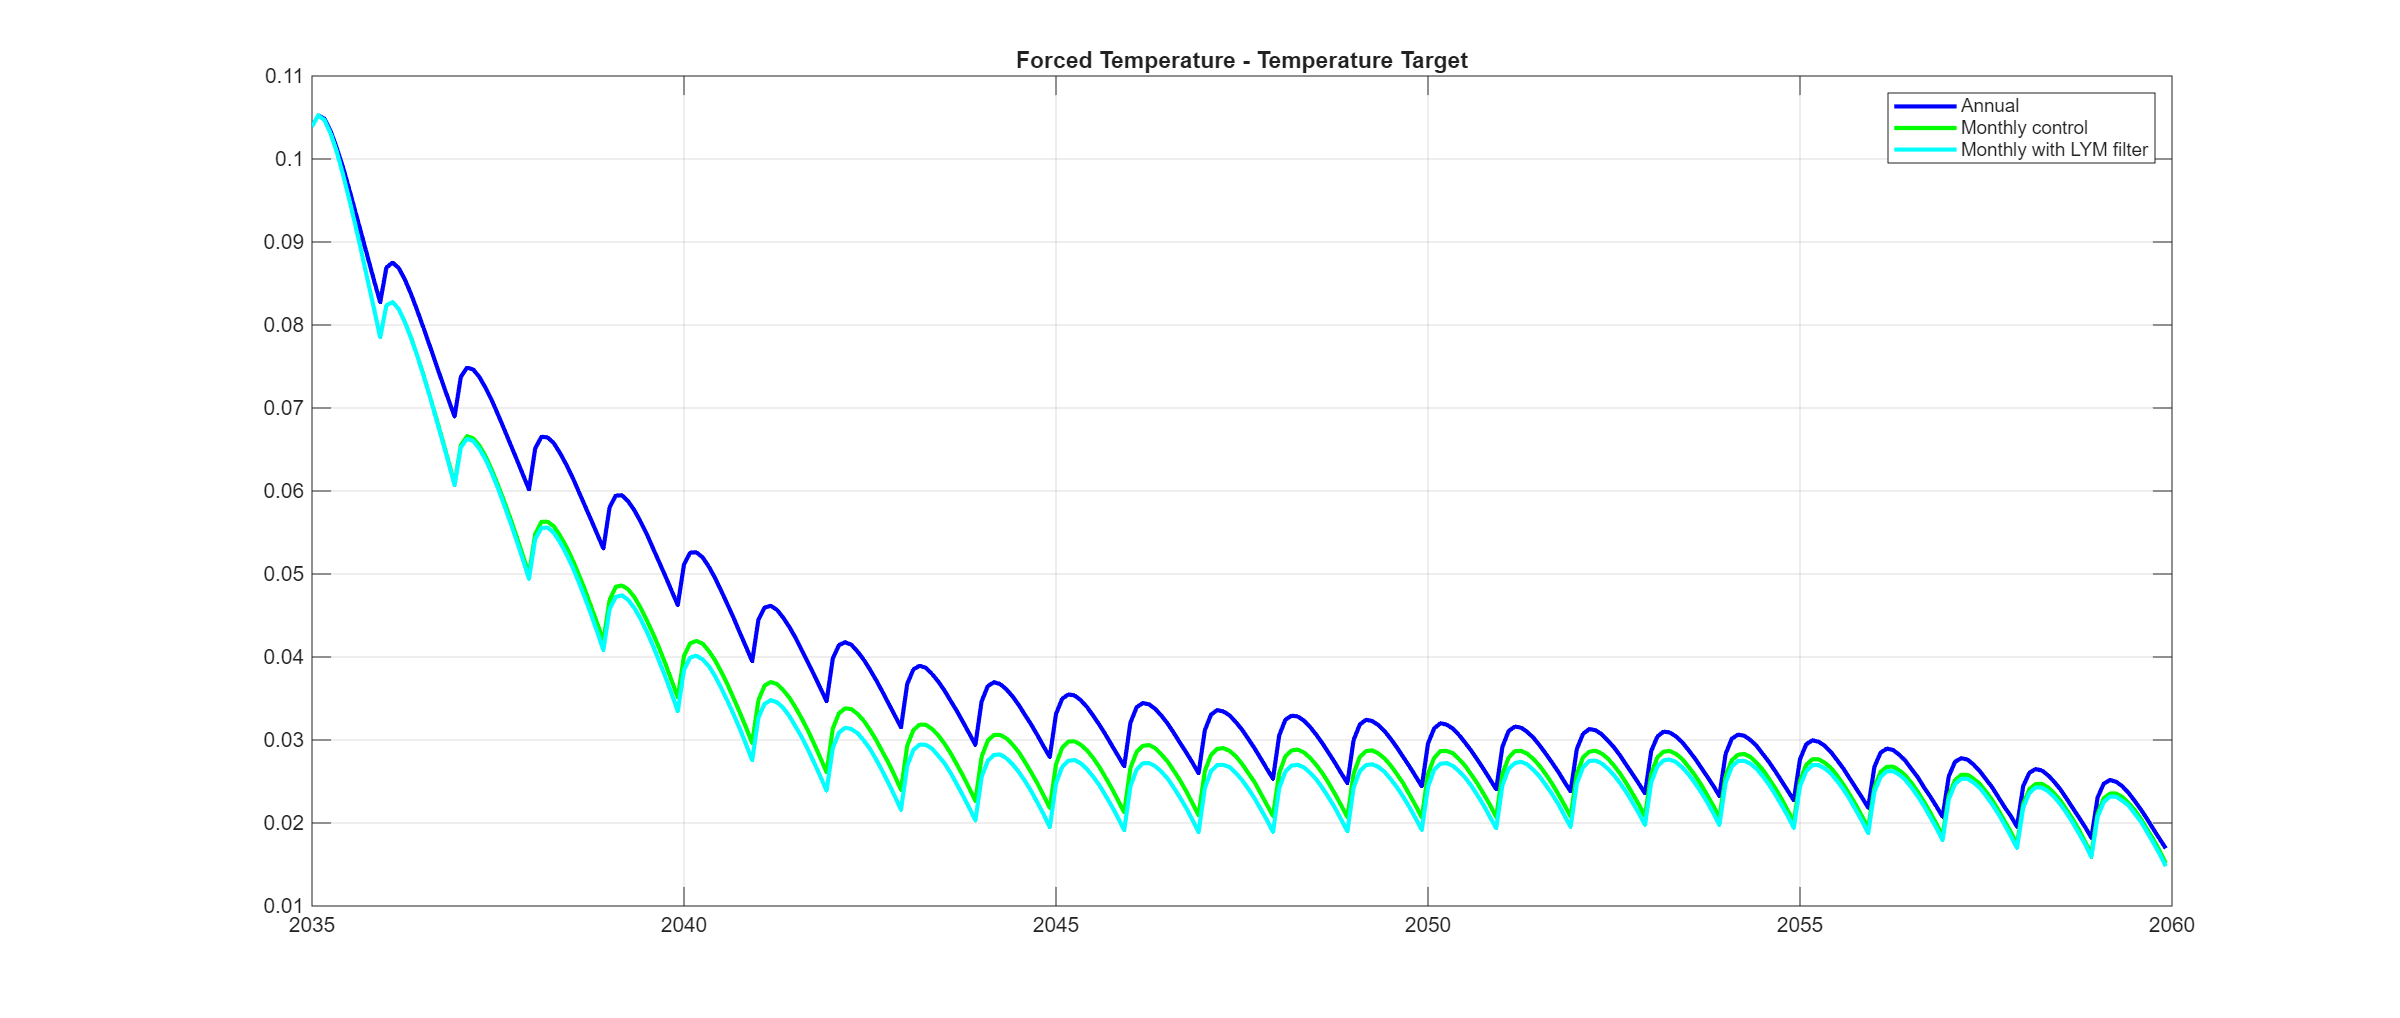 Forced Temperature - Temperature Target
0.11
0.1
0.09
0.08
0.07
0.06
0.05
0.04
0.03
0.02
0.01
Annual
Monthly control
Monthly with LYM filter
2035 2040 2045 2050 2055 2060